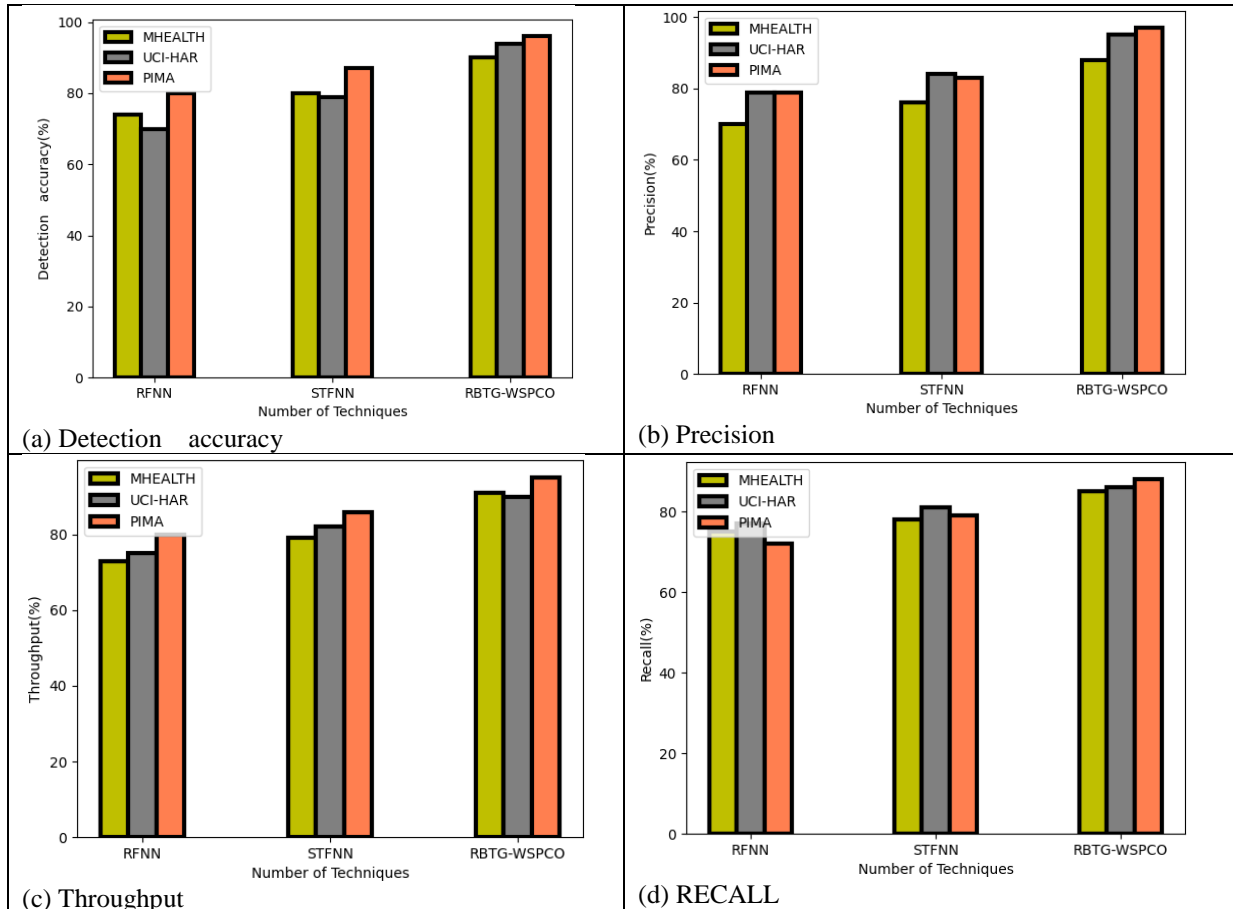 100
80
60
40
20
0
Detection accuracy(%)
MHEALTH
UCI-HAR
PIMA
RFNN
STFNN
RBTG-WSPCO
Number of Techniques
(a) Detection accuracy
100
80
60
40
20
0
Precision(%)
MHEALTH
UCI-HAR
PIMA
RFNN
STFNN
RBTG-WSPCO
Number of Techniques
(b) Precision
80
60
40
20
0
Throughput(%)
MHEALTH
UCI-HAR
PIMA
RFNN
STFNN
RBTG-WSPCO
Number of Techniques
(c) Throughput
80
60
40
20
0
Recall(%)
MHEALTH
UCI-HAR
PIMA
RFNN
STFNN
RBTG-WSPCO
Number of Techniques
(d) RECALL